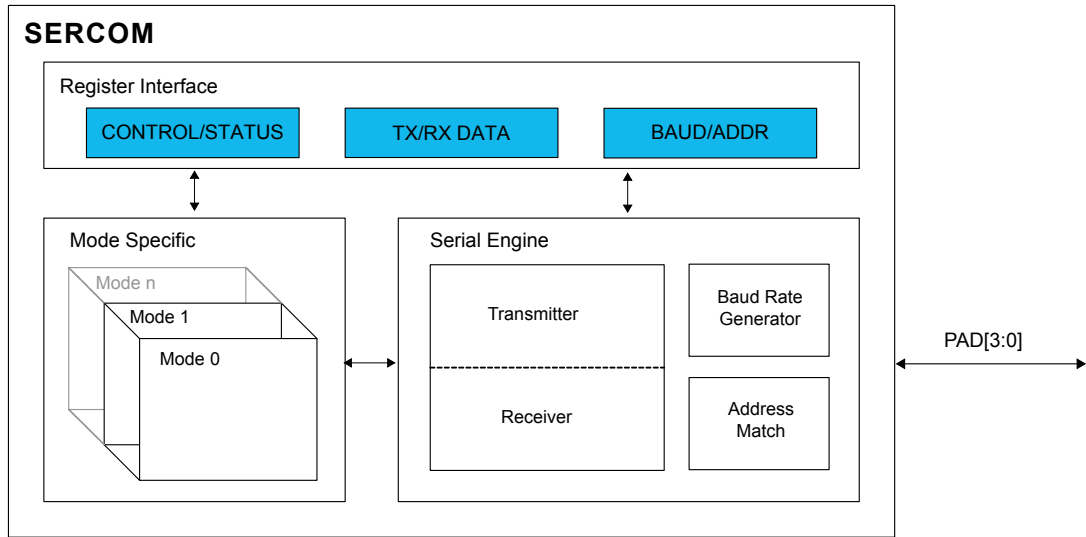 SERCOM
Register Interface
CONTROL/STATUS
TX/RX DATA
BAUD/ADDR
Mode Specific
Mode n
Mode 1
Mode 0
Serial Engine
Transmitter
Receiver
Baud Rate
Generator
Address
Match
PAD[3:0]